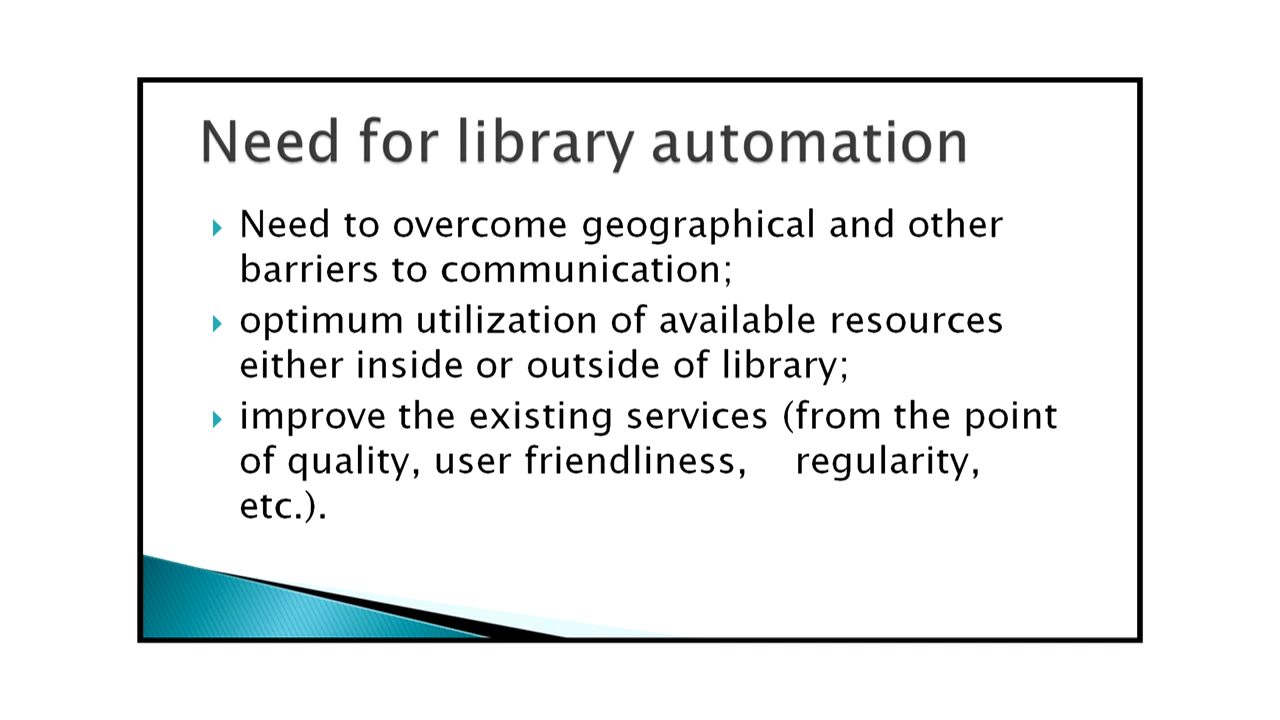 Need for library automation
Need to overcome geographical and other
barriers to communication;
optimum utilization of available resources
either inside or outside of library;
improve the existing services (from the point
of quality, user friendliness, regularity,
etc.).